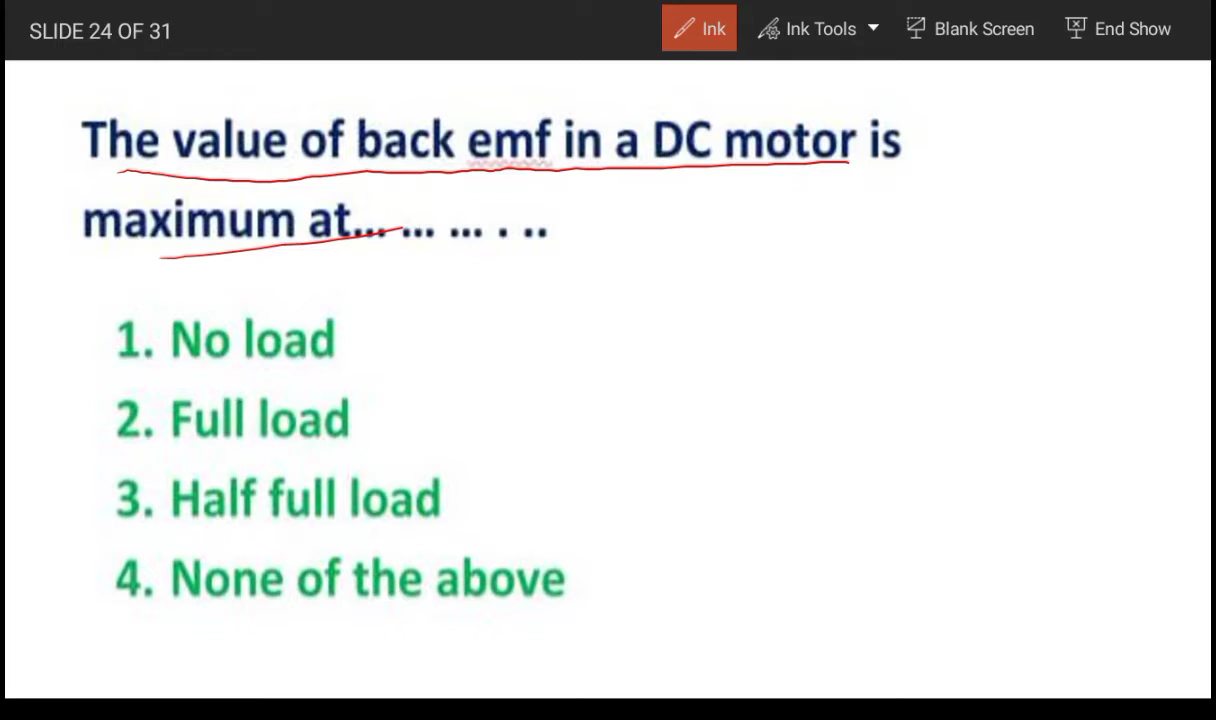 SLIDE 24 OF 31 Ink Ink Tools Blank Screen End Show
The value of back emf in a DC motor is
maximum at... ... ... . ..
1. No load
2. Full load
3. Half full load
4. None of the above